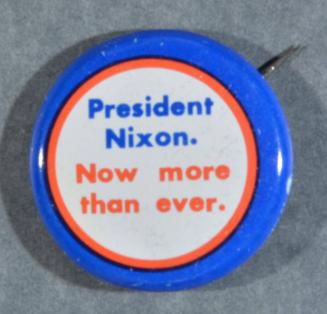 President
Nixon.
Now more
than ever.